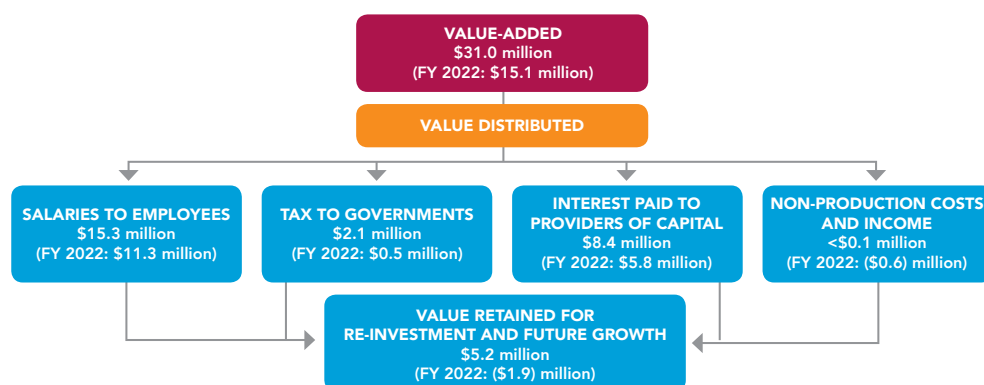 VALUE-ADDED
$31.0 million
(FY 2022: $15.1 million)
VALUE DISTRIBUTED
SALARIES TO EMPLOYEES
$15.3 million
(FY 2022: $11.3 million)
TAX TO GOVERNMENTS
$2.1 million
(FY 2022: $0.5 million)
INTEREST PAID TO
PROVIDERS OF CAPITAL
$8.4 million
(FY 2022: $5.8 million)
NON-PRODUCTION COSTS
AND INCOME
<$0.1 million
(FY 2022: ($0.6) million)
VALUE RETAINED FOR
RE-INVESTMENT AND FUTURE GROWTH
$5.2 million
(FY 2022: ($1.9) million)